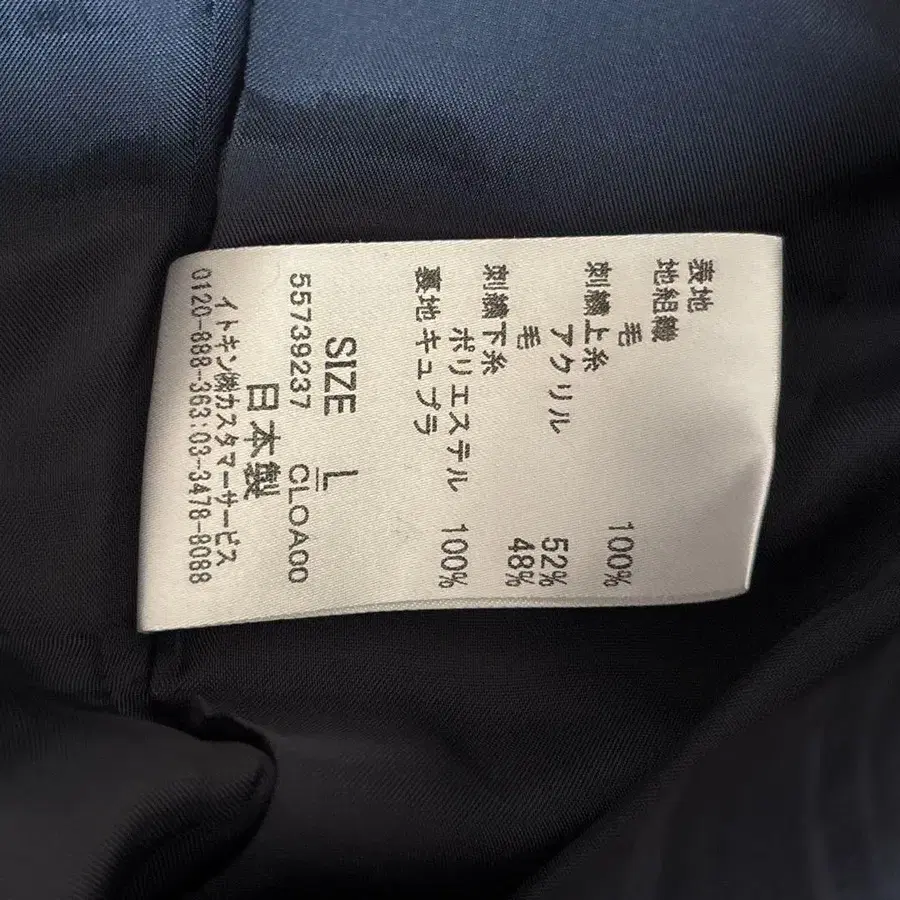 表地
地組織
毛 100%
刺繍上糸
アクリル 52%
毛 48%
刺繍下糸
ポリエステル 100%
裏地キュプラ
SIZE L
55739237 CLOA00
日本製
イトキン㈱カスタマーサービス
0120-888-363:03-3478-8088